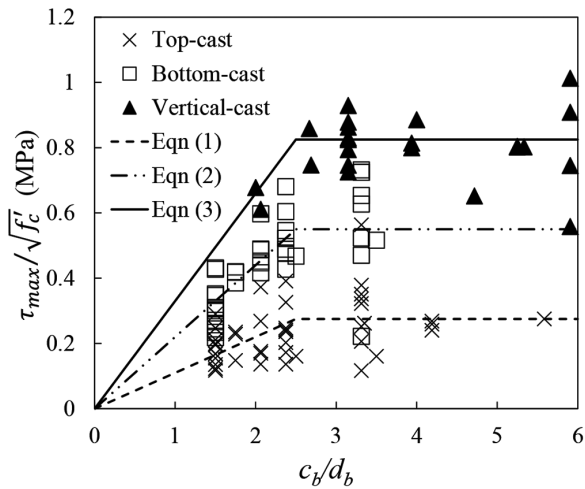 1.2
1
0.8
0.6
0.4
0.2
0
τmax/√f′c (MPa)
Top-cast
Bottom-cast
Vertical-cast
Eqn (1)
Eqn (2)
Eqn (3)
0 1 2 3 4 5 6
cb/db